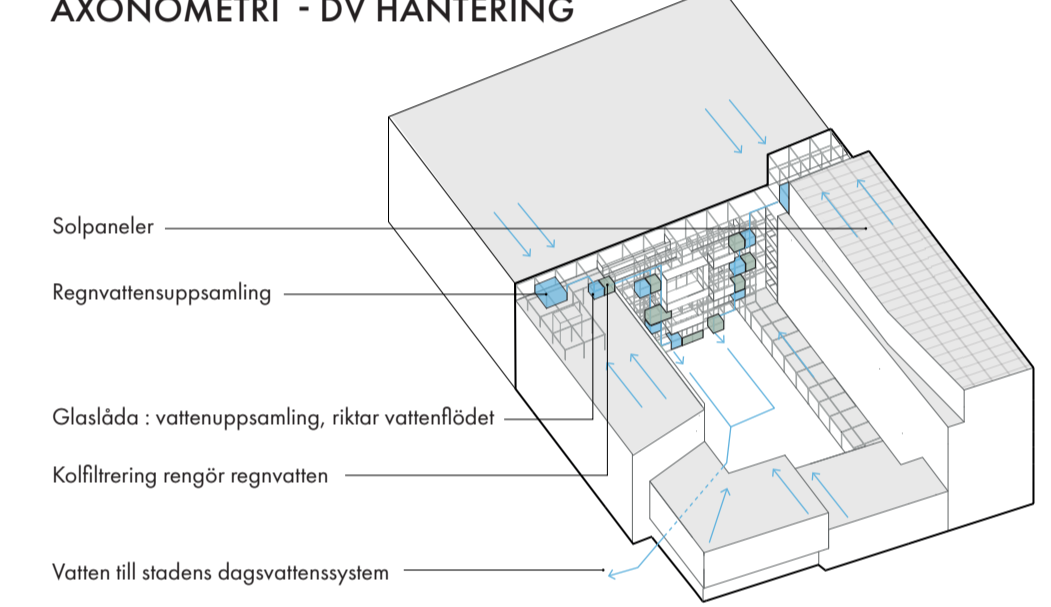 AXONOMETRI - DV HANTERING
Solpaneler
Regnvattensuppsamling
Glaslåda : vattenuppsamling, riktar vattenflödet
Kolfiltrering rengör regnvatten
Vatten till stadens dagsvattenssystem